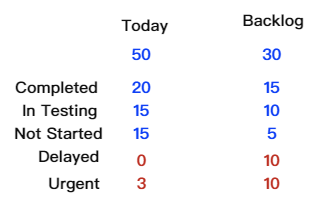 Today Backlog
50 30
Completed 20 15
In Testing 15 10
Not Started 15 5
Delayed 0 10
Urgent 3 10